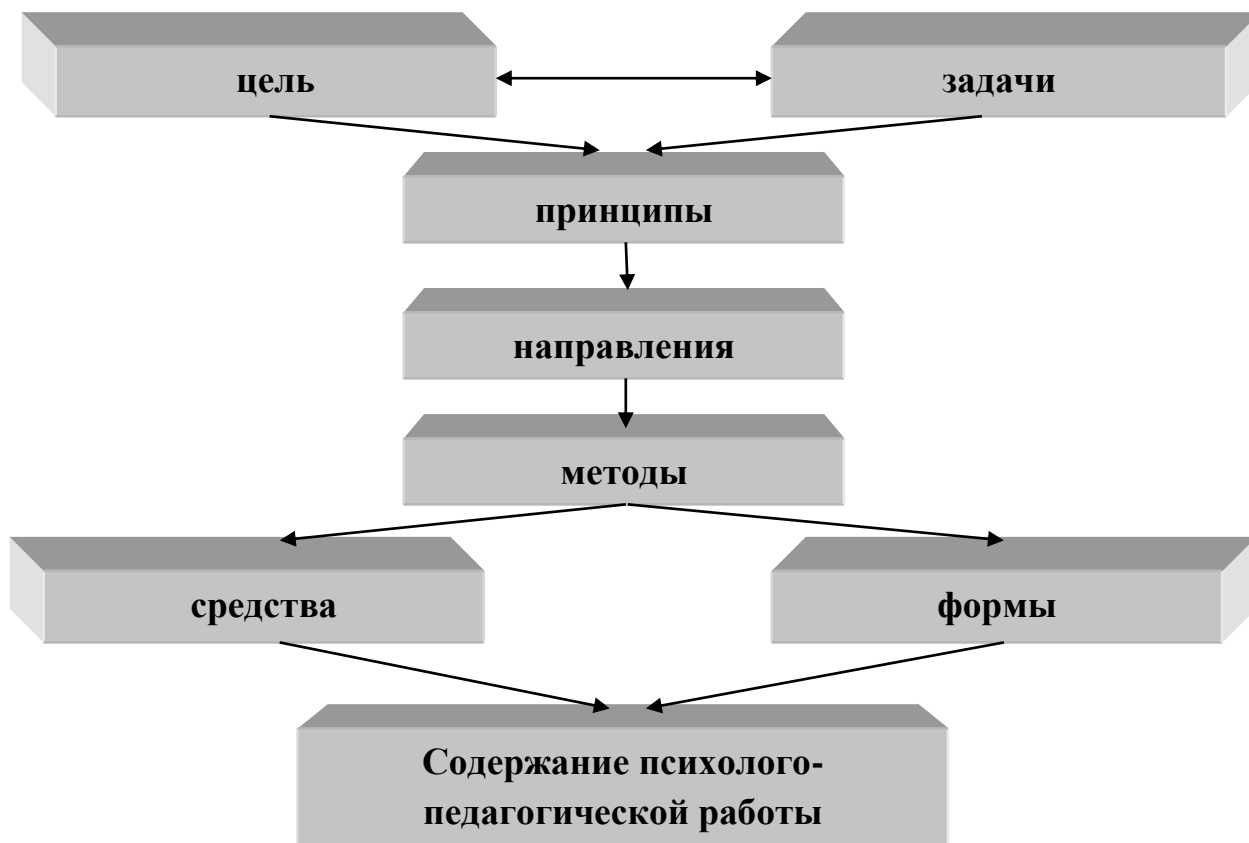 цель
задачи
принципы
направления
методы
средства
формы
Содержание психолого-
педагогической работы